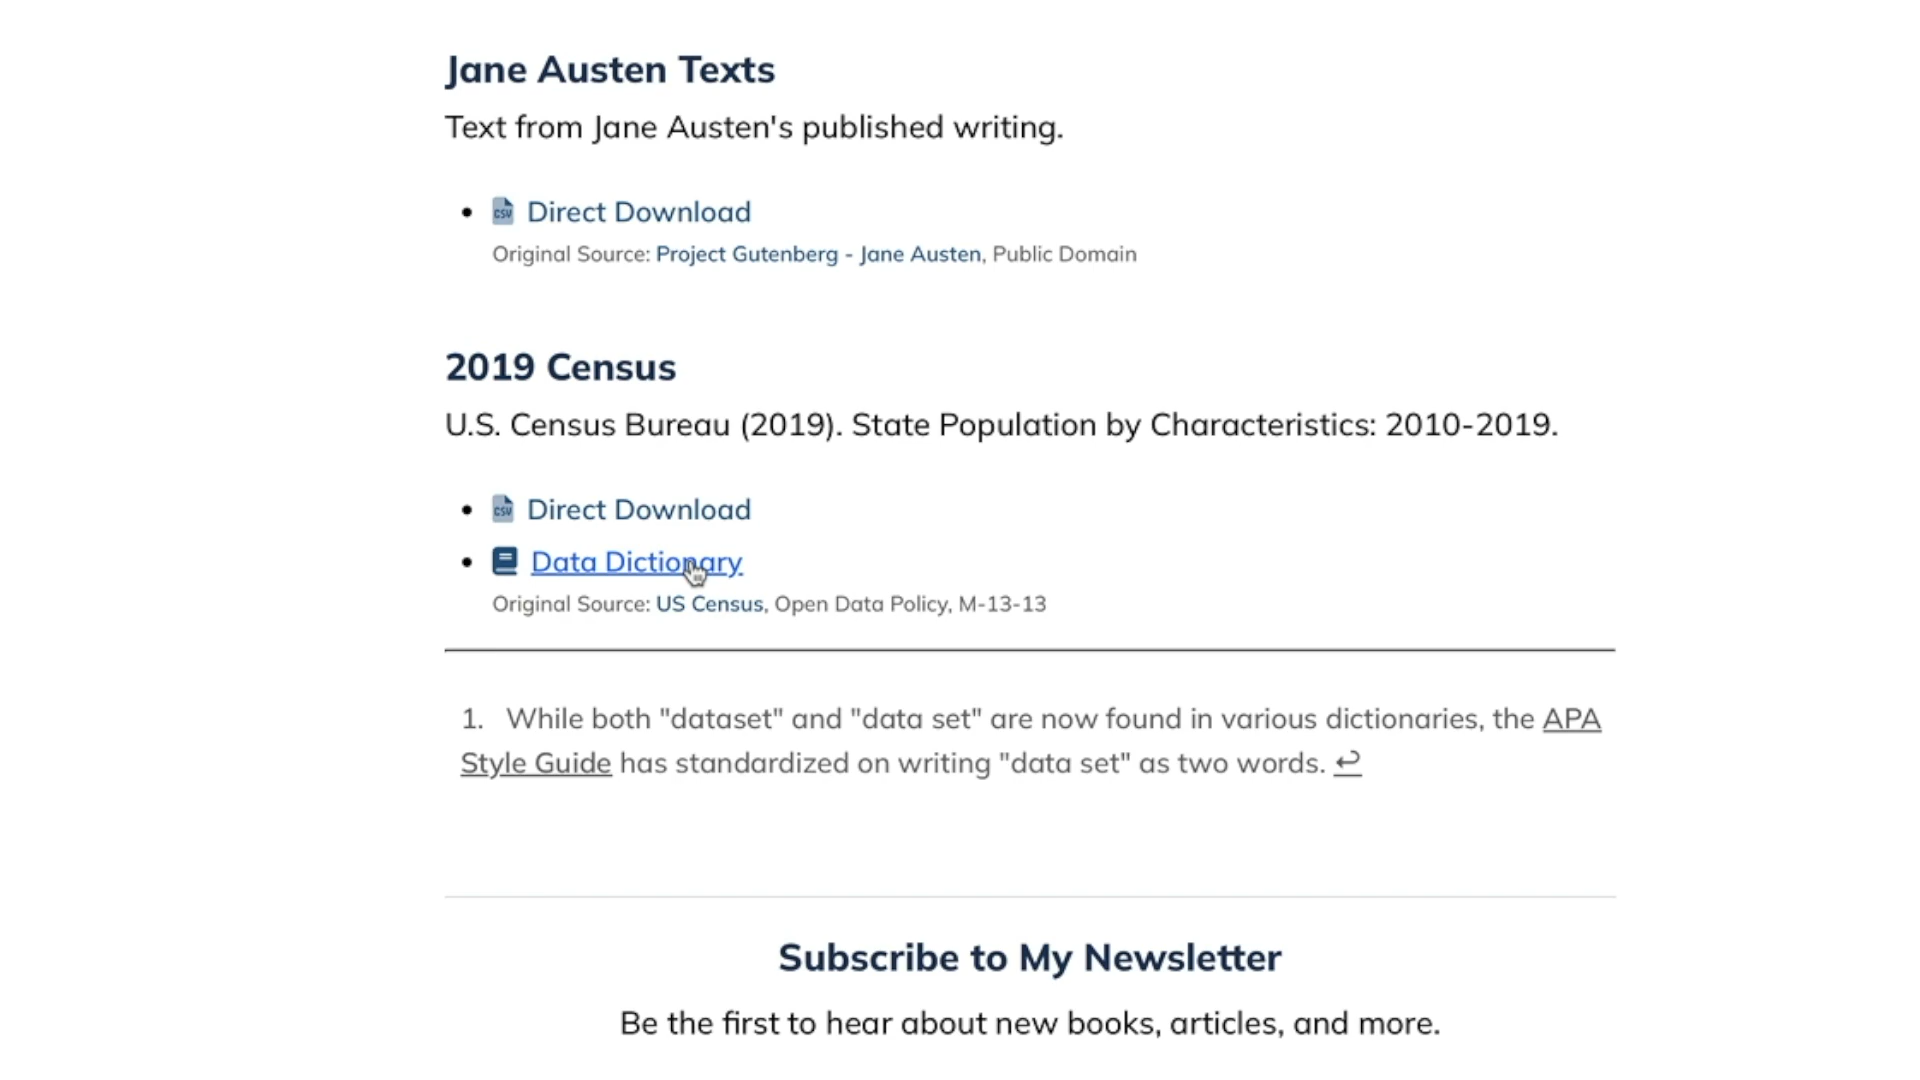 Jane Austen Texts
Text from Jane Austen's published writing.
• CSV Direct Download
Original Source: Project Gutenberg - Jane Austen, Public Domain
2019 Census
U.S. Census Bureau (2019). State Population by Characteristics: 2010-2019.
• CSV Direct Download
• Data Dictionary
Original Source: US Census, Open Data Policy, M-13-13
1. While both "dataset" and "data set" are now found in various dictionaries, the APA
Style Guide has standardized on writing "data set" as two words. ↩
Subscribe to My Newsletter
Be the first to hear about new books, articles, and more.